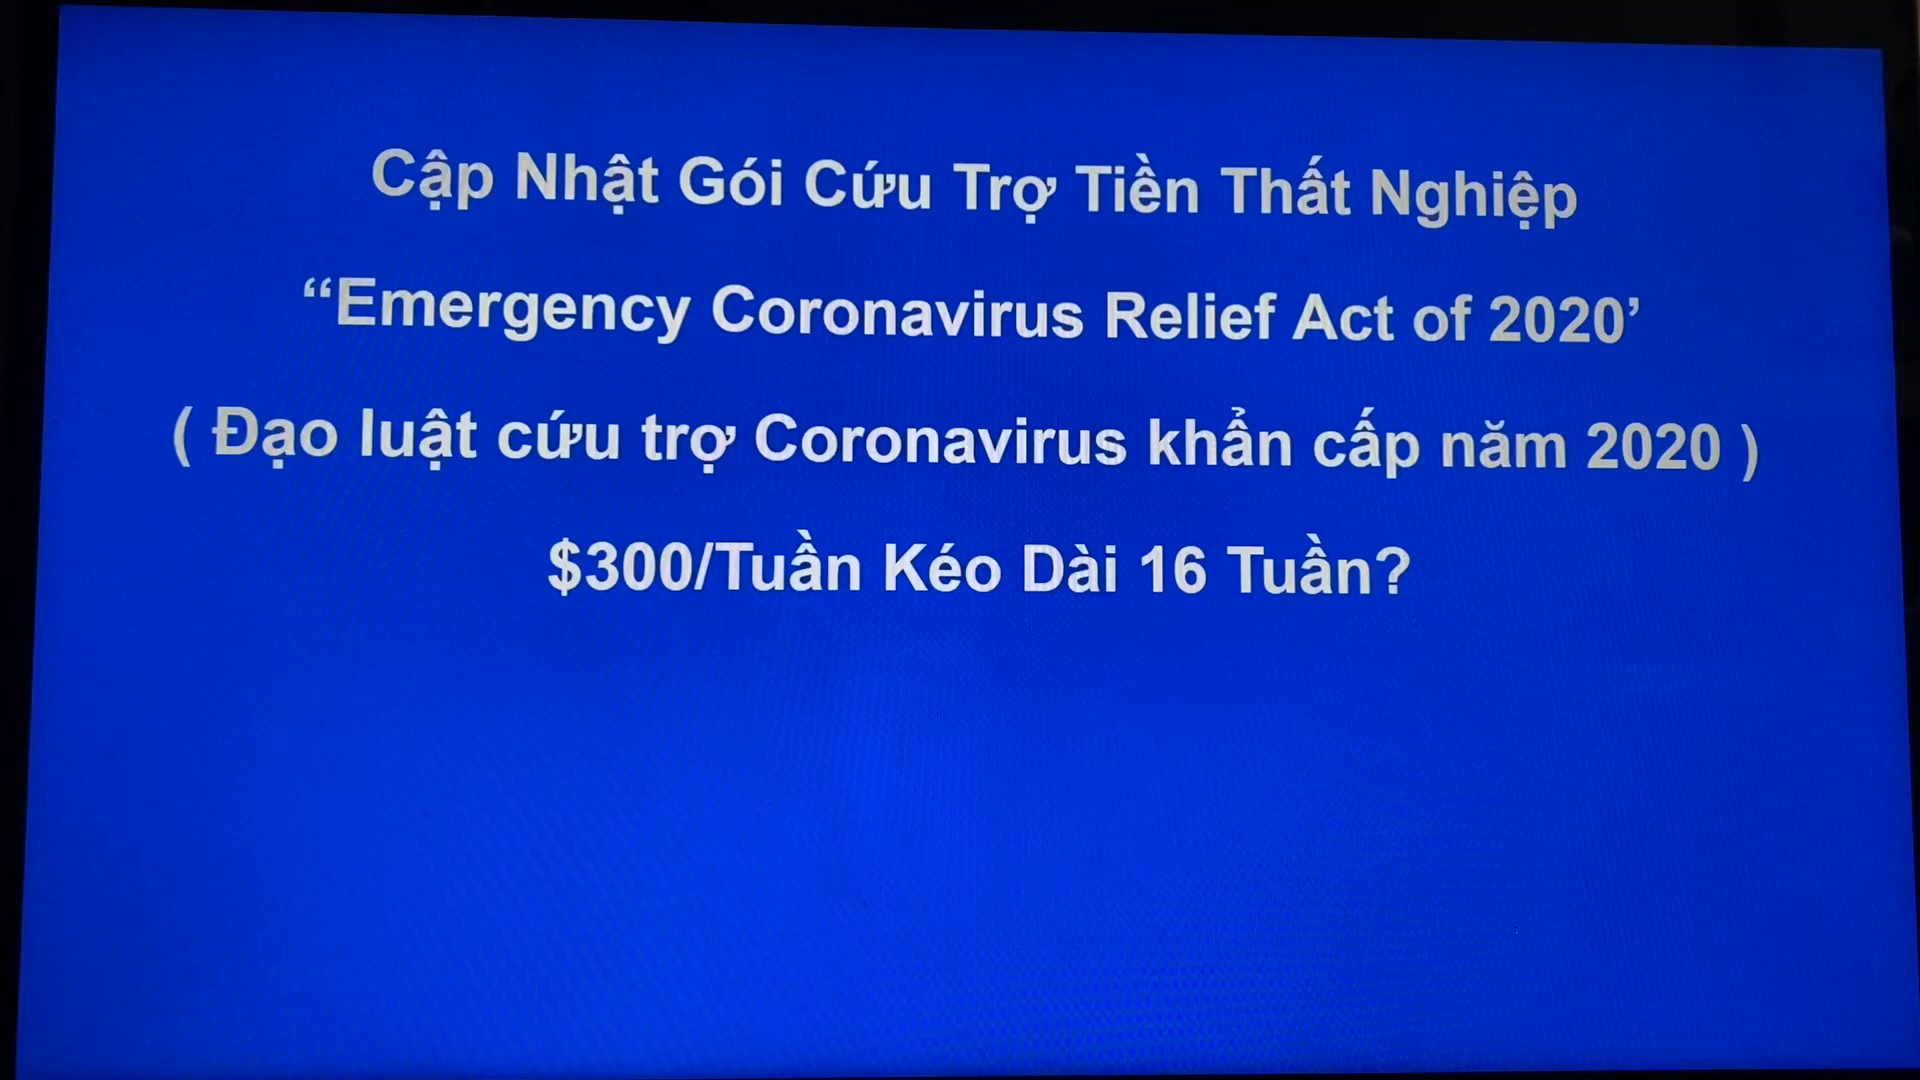 Cập Nhật Gói Cứu Trợ Tiền Thất Nghiệp
“Emergency Coronavirus Relief Act of 2020’
( Đạo luật cứu trợ Coronavirus khẩn cấp năm 2020 )
$300/Tuần Kéo Dài 16 Tuần?